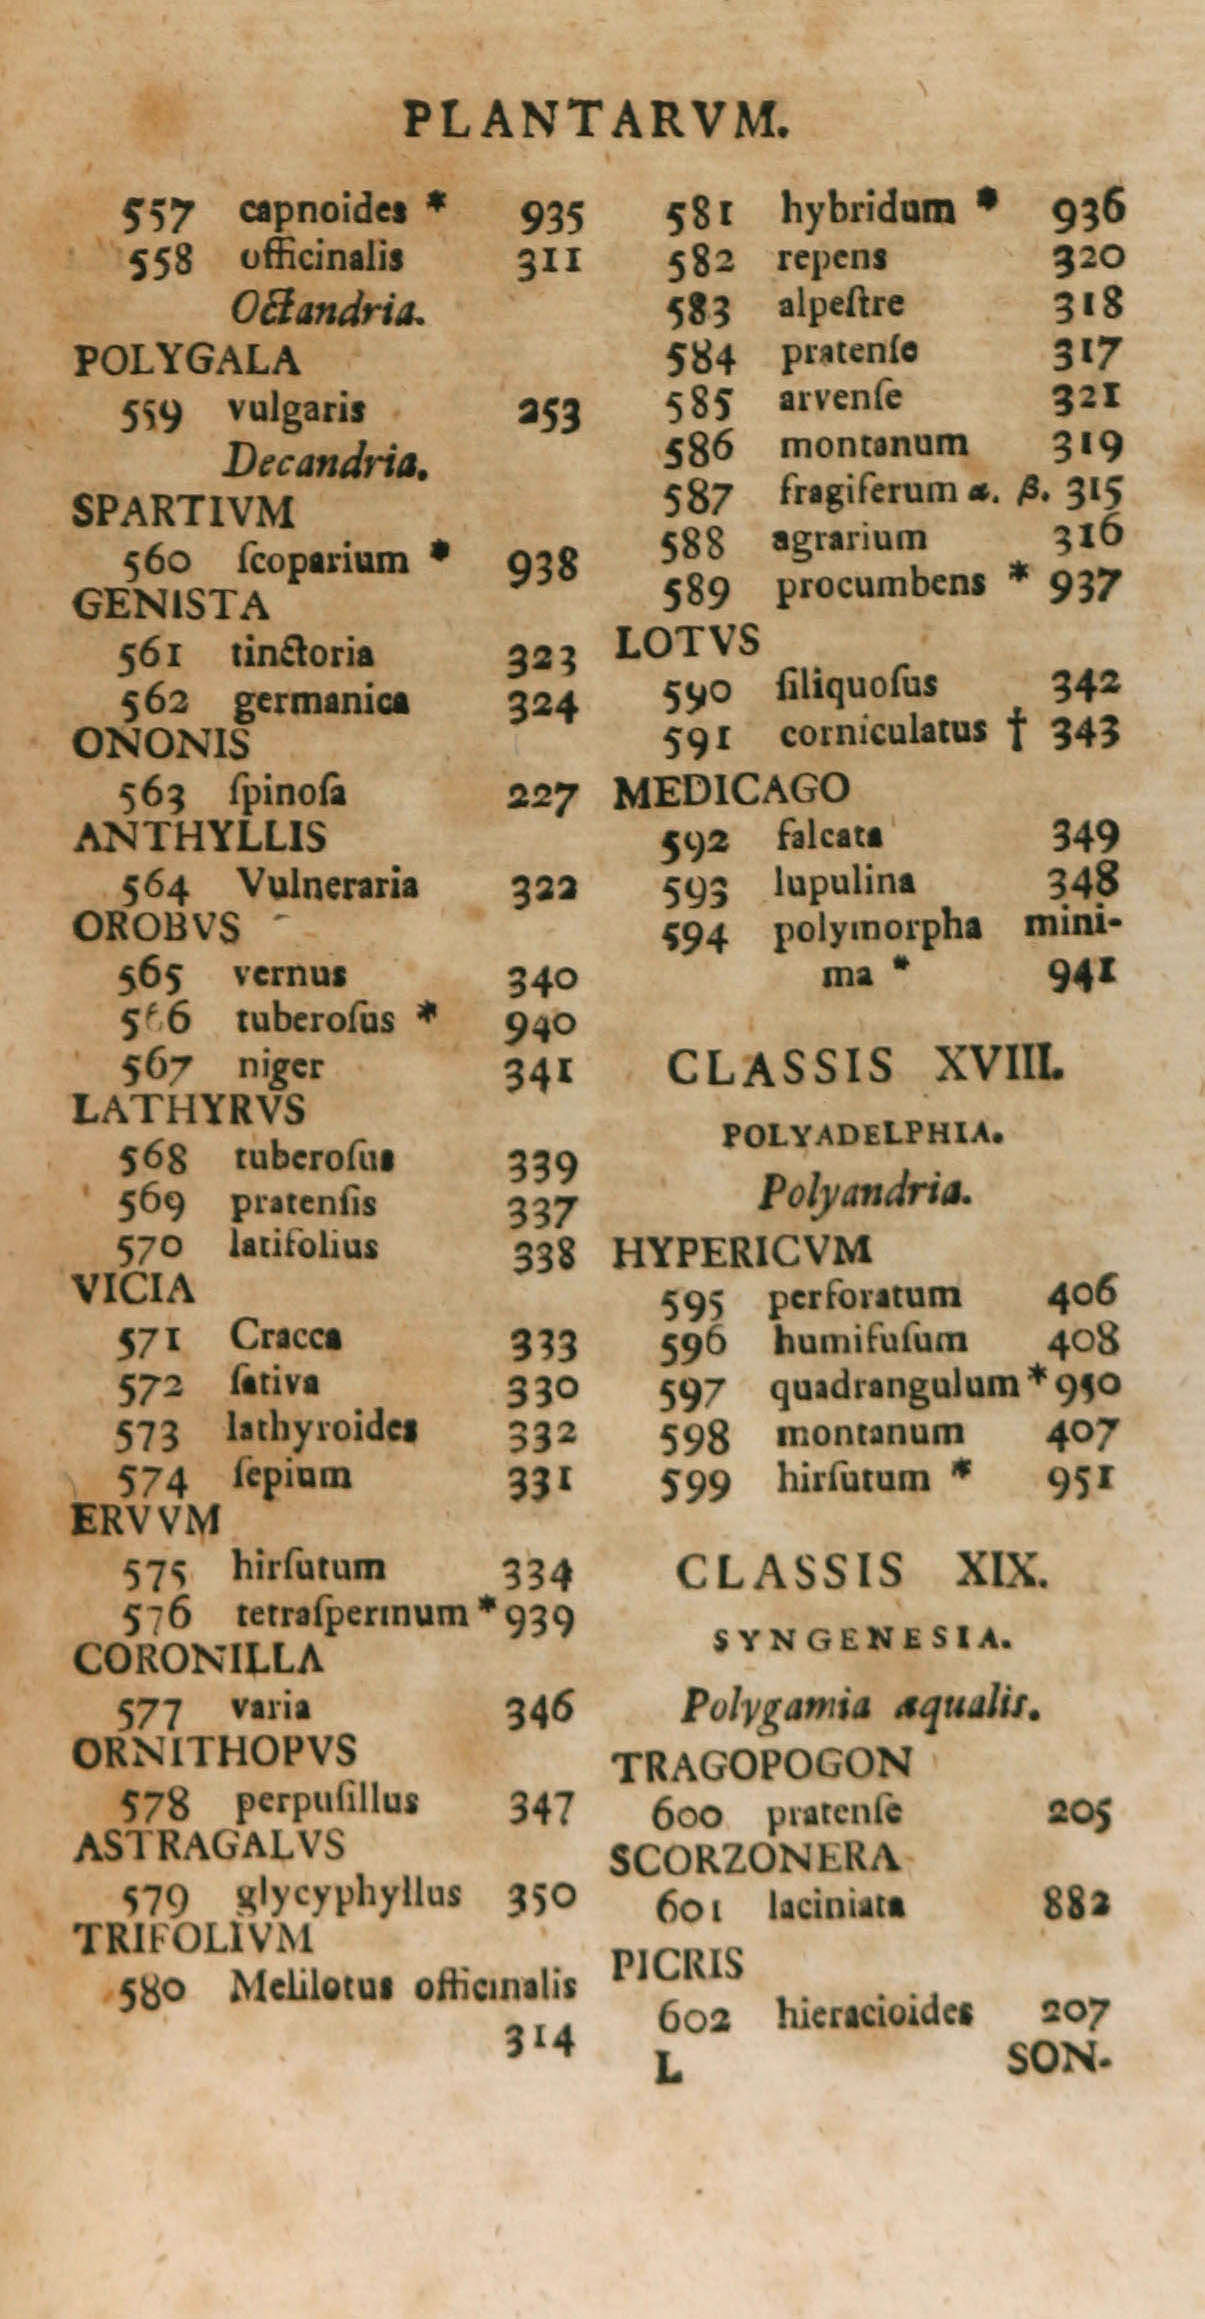 PLANTARVM.
557 capnoides * 935
558 officinalis 311
Octandria.
POLYGALA
559 vulgaris 253
Decandria.
SPARTIVM
560 ſcoparium * 938
GENISTA
561 tinctoria 323
562 germanica 324
ONONIS
563 ſpinoſa 227
ANTHYLLIS
564 Vulneraria 322
OROBVS
565 vernus 340
566 tuberoſus * 940
567 niger 341
LATHYRVS
568 tuberoſus 339
569 pratenſis 337
570 latifolius 338
VICIA
571 Cracca 333
572 ſativa 330
573 lathyroides 332
574 ſepium 331
ERVVM
575 hirſutum 334
576 tetraſpermum * 939
CORONILLA
577 varia 346
ORNITHOPVS
578 perpuſillus 347
ASTRAGALVS
579 glycyphyllus 350
TRIFOLIVM
580 Melilotus officinalis
314
581 hybridum * 936
582 repens 320
583 alpeſtre 318
584 pratenſe 317
585 arvenſe 321
586 montanum 319
587 fragiferum α. β. 315
588 agrarium 316
589 procumbens * 937
LOTVS
590 ſiliquoſus 342
591 corniculatus † 343
MEDICAGO
592 falcata 349
593 lupulina 348
594 polymorpha mini-
ma * 941
CLASSIS XVIII.
POLYADELPHIA.
Polyandria.
HYPERICVM
595 perforatum 406
596 humifuſum 408
597 quadrangulum * 950
598 montanum 407
599 hirſutum * 951
CLASSIS XIX.
SYNGENESIA.
Polygamia æqualis.
TRAGOPOGON
600 pratenſe 205
SCORZONERA
601 laciniata 882
PICRIS
602 hieracioides 207
L SON-